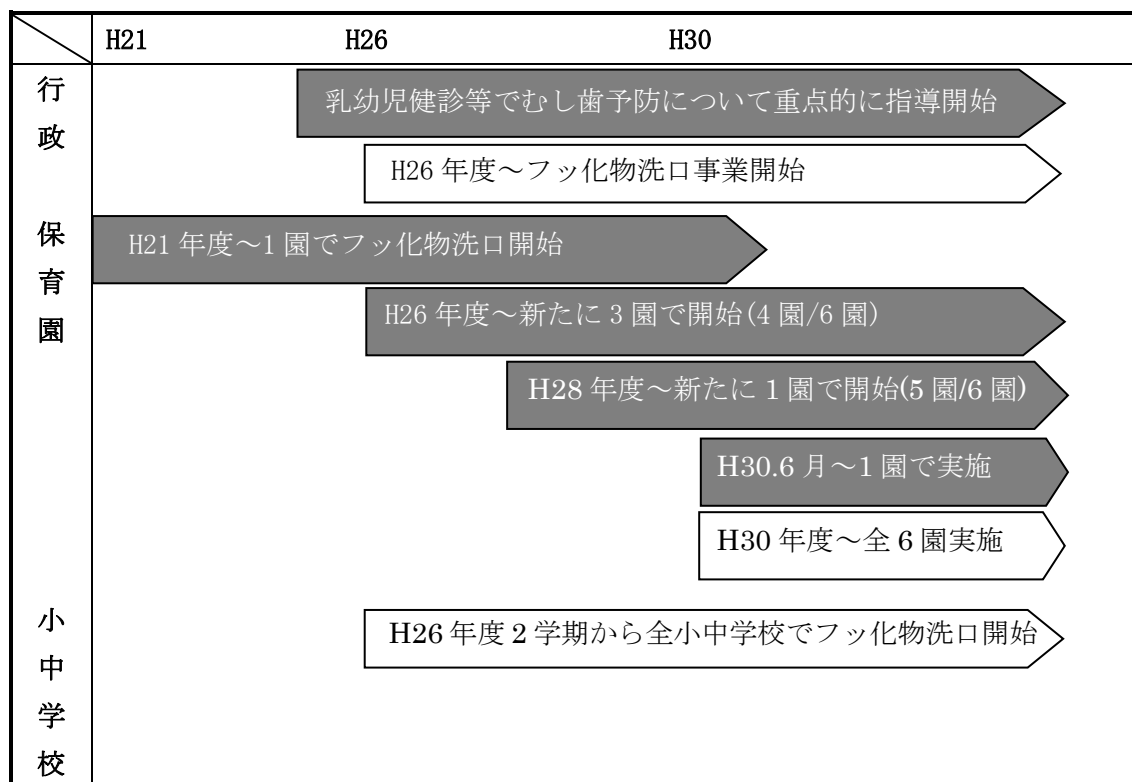 H21 H26 H30
行政
乳幼児健診等でむし歯予防について重点的に指導開始
H26 年度～フッ化物洗口事業開始
保育園
H21 年度～1 園でフッ化物洗口開始
H26 年度～新たに 3 園で開始(4 園/6 園)
H28 年度～新たに 1 園で開始(5 園/6 園)
H30.6 月～1 園で実施
H30 年度～全 6 園実施
小中学校
H26 年度 2 学期から全小中学校でフッ化物洗口開始